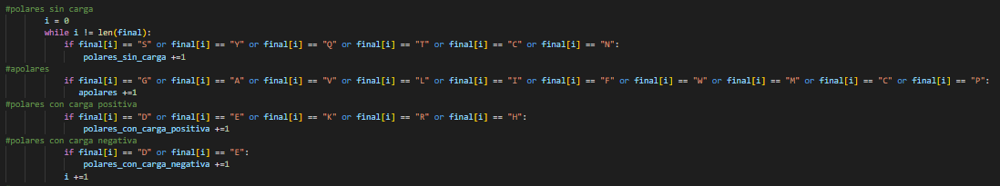 #polares sin carga
i = 0
while i != len(final):
if final[i] == "S" or final[i] == "Y" or final[i] == "Q" or final[i] == "T" or final[i] == "C" or final[i] == "N":
polares_sin_carga +=1
#apolares
if final[i] == "G" or final[i] == "A" or final[i] == "V" or final[i] == "L" or final[i] == "I" or final[i] == "F" or final[i] == "W" or final[i] == "M" or final[i] == "C" or final[i] == "P":
apolares +=1
#polares con carga positiva
if final[i] == "D" or final[i] == "E" or final[i] == "K" or final[i] == "R" or final[i] == "H":
polares_con_carga_positiva +=1
#polares con carga negativa
if final[i] == "D" or final[i] == "E":
polares_con_carga_negativa +=1
i +=1